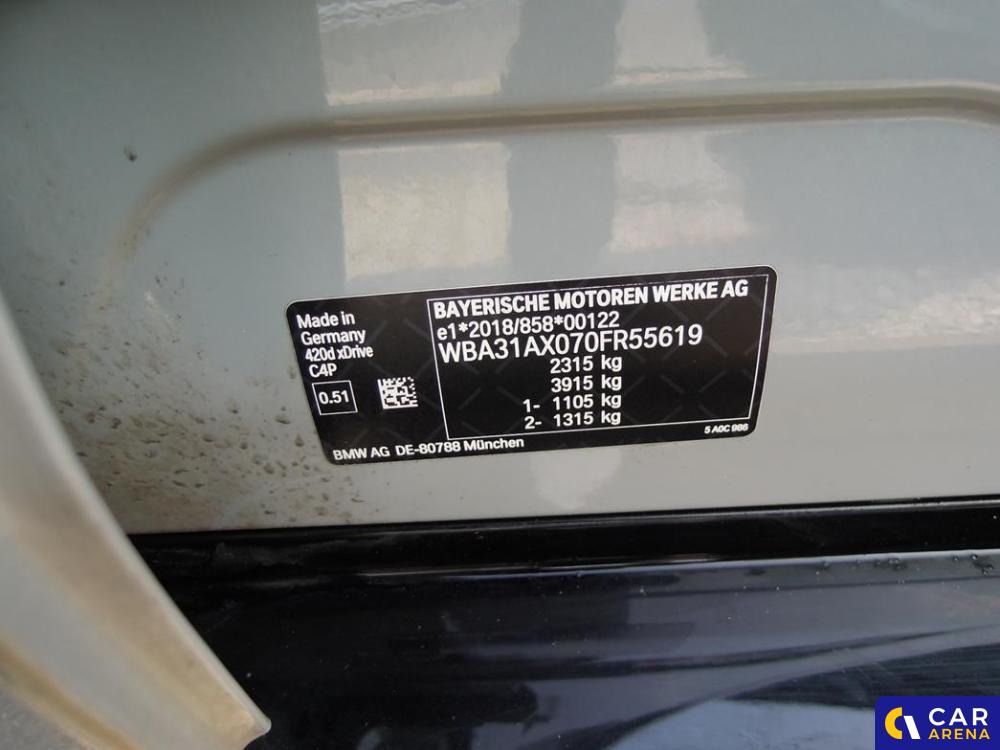 Made in
Germany
420d xDrive
C4P
0.51
BAYERISCHE MOTOREN WERKE AG
e1*2018/858*00122
WBA31AX070FR55619
2315 kg
3915 kg
1- 1105 kg
2- 1315 kg
5 A0C 986
BMW AG DE-80788 München
CAR
ARENA